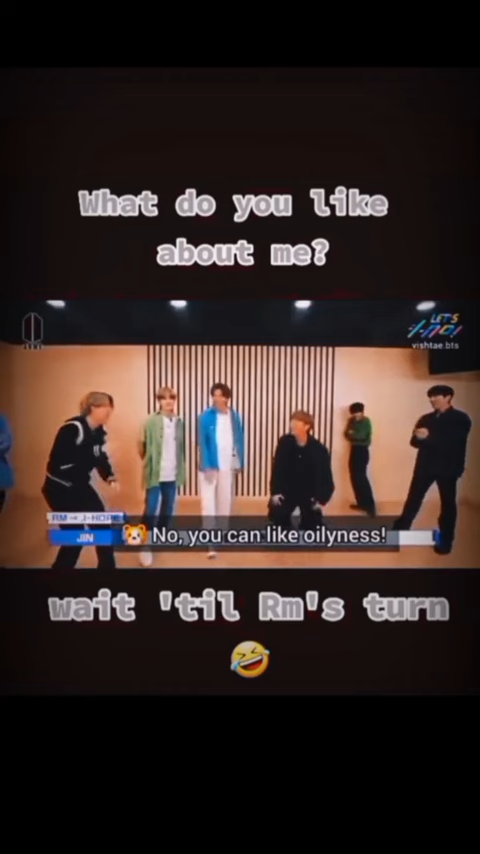 What do you like
about me?
LET'S
vishtae.bts
RM → J-HOPE
JIN
No, you can like oilyness!
wait 'til Rm's turn